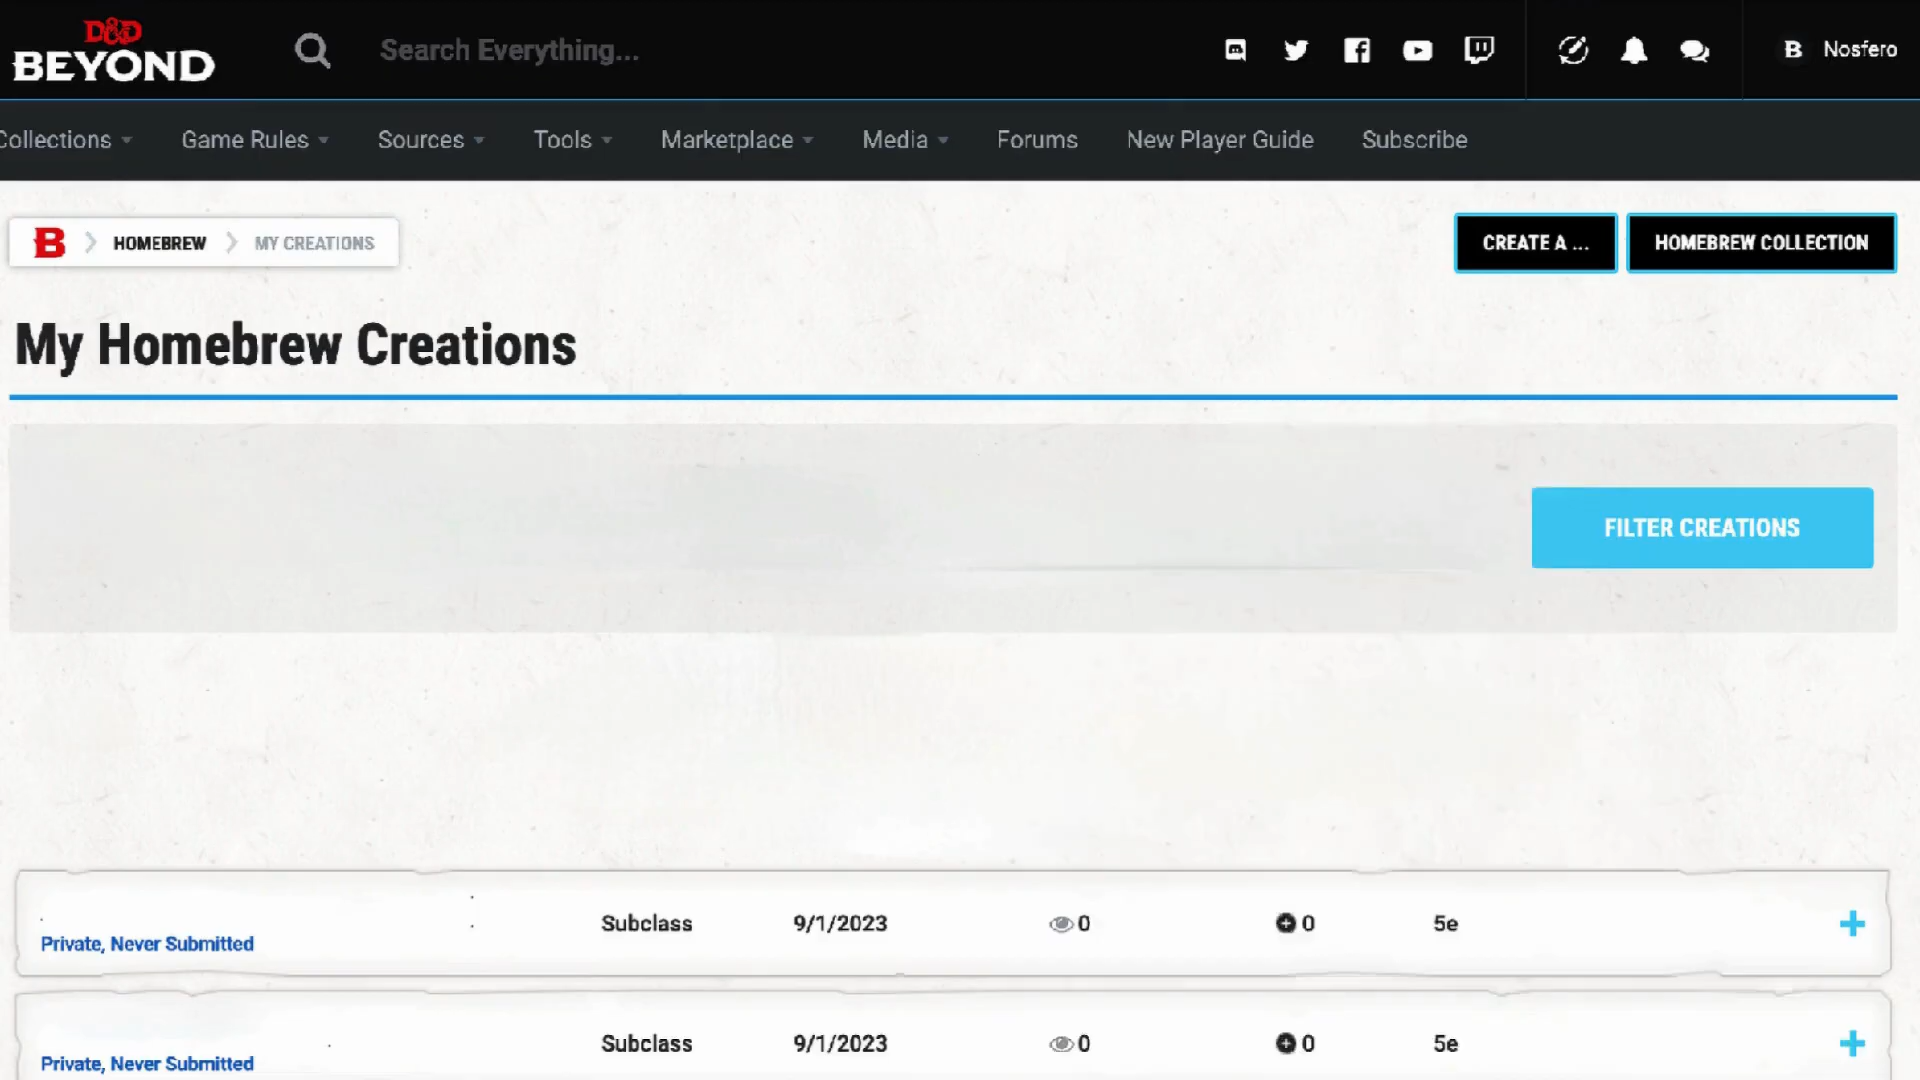 D&D
BEYOND
Search Everything...
B Nosfero
Collections
Game Rules
Sources
Tools
Marketplace
Media
Forums
New Player Guide
Subscribe
B HOMEBREW MY CREATIONS
CREATE A ...
HOMEBREW COLLECTION
My Homebrew Creations
FILTER CREATIONS
Private, Never Submitted
Subclass 9/1/2023 0 0 5e
Private, Never Submitted
Subclass 9/1/2023 0 0 5e